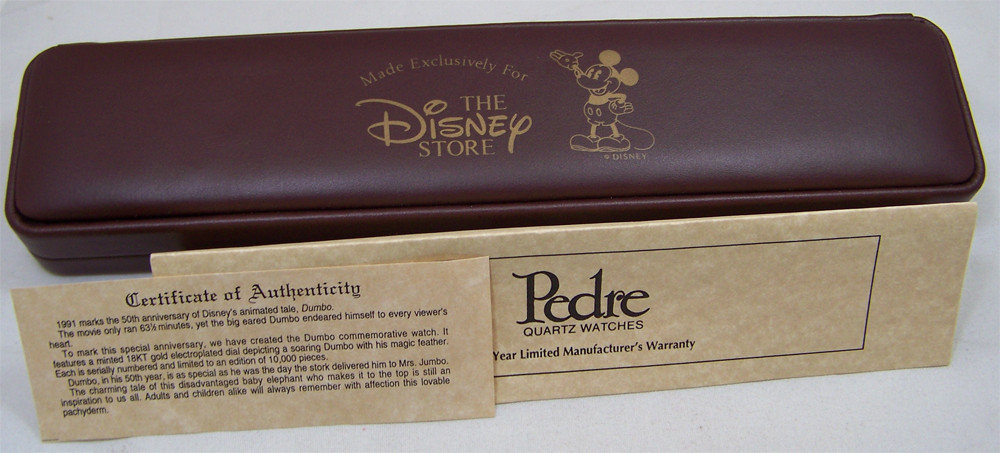 Made Exclusively For
THE
Disney
STORE
© DISNEY
Certificate of Authenticity
1991 marks the 50th anniversary of Disney's animated tale, Dumbo.
The movie only ran 63½ minutes, yet the big eared Dumbo endeared himself to every viewer's
heart.
To mark this special anniversary, we have created the Dumbo commemorative watch. It
features a minted 18KT gold electroplated dial depicting a soaring Dumbo with his magic feather.
Each is serially numbered and limited to an edition of 10,000 pieces.
Dumbo, in his 50th year, is as special as he was the day the stork delivered him to Mrs. Jumbo.
The charming tale of this disadvantaged baby elephant who makes it to the top is still an
inspiration to us all. Adults and children alike will always remember with affection this lovable
pachyderm.
Pedre
QUARTZ WATCHES
Year Limited Manufacturer's Warranty